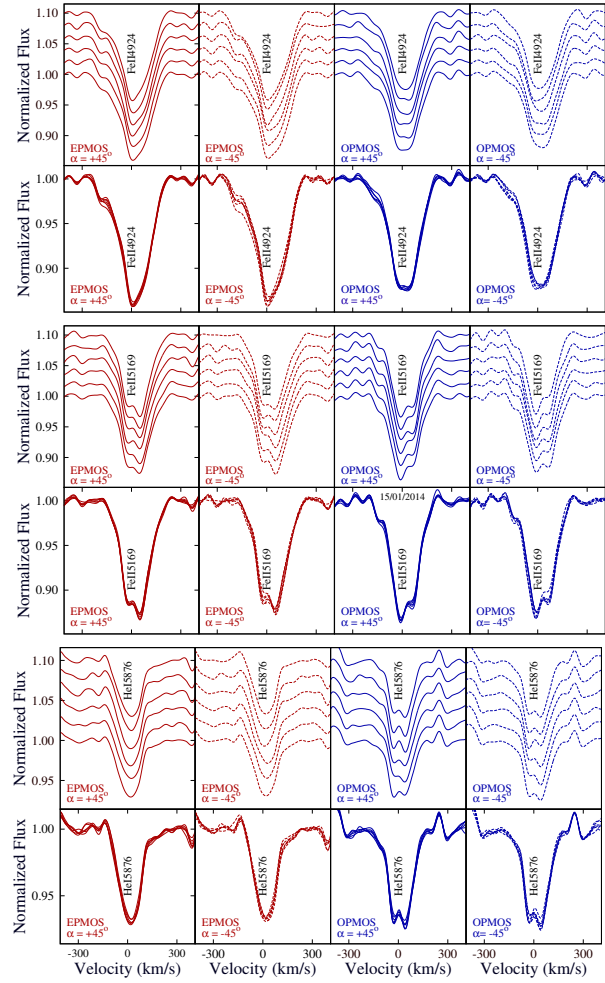 1.10
1.05
1.00
0.95
0.90
Normalized Flux
FeII4924
FeII4924
FeII4924
FeII4924
EPMOS
α = +45°
EPMOS
α = -45°
OPMOS
α = +45°
OPMOS
α = -45°
1.00
0.95
0.90
Normalized Flux
FeII4924
FeII4924
FeII4924
FeII4924
EPMOS
α = +45°
EPMOS
α = -45°
OPMOS
α = +45°
OPMOS
α= -45°
1.10
1.05
1.00
0.95
0.90
Normalized Flux
FeII5169
FeII5169
FeII5169
FeII5169
EPMOS
α = +45°
EPMOS
α = -45°
OPMOS
α = +45°
OPMOS
α = -45°
1.00
0.95
0.90
Normalized Flux
15/01/2014
FeII5169
FeII5169
FeII5169
FeII5169
EPMOS
α = +45°
EPMOS
α = -45°
OPMOS
α = +45°
OPMOS
α= -45°
1.10
1.05
1.00
0.95
Normalized Flux
HeI5876
HeI5876
HeI5876
HeI5876
EPMOS
α = +45°
EPMOS
α = -45°
OPMOS
α = +45°
OPMOS
α = -45°
1.00
0.95
Normalized Flux
HeI5876
HeI5876
HeI5876
HeI5876
EPMOS
α = +45°
EPMOS
α = -45°
OPMOS
α = +45°
OPMOS
α= -45°
-300 0 300 -300 0 300 -300 0 300 -300 0 300
Velocity (km/s) Velocity (km/s) Velocity (km/s) Velocity (km/s)